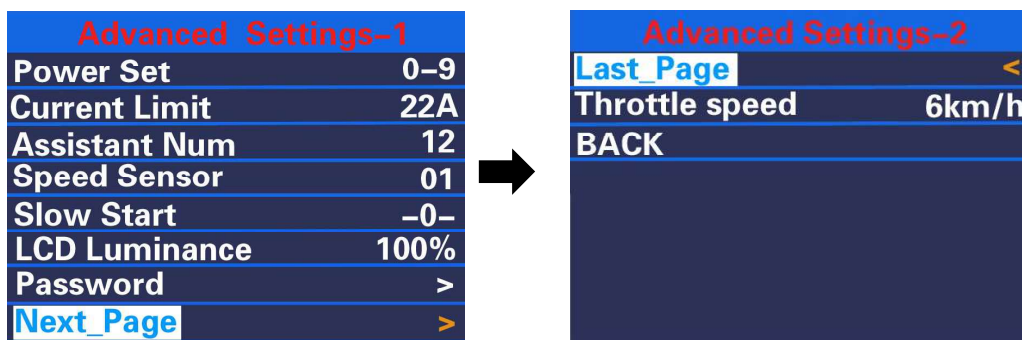 Advanced Settings-1
Power Set 0-9
Current Limit 22A
Assistant Num 12
Speed Sensor 01
Slow Start -0-
LCD Luminance 100%
Password >
Next_Page >
Advanced Settings-2
Last_Page <
Throttle speed 6km/h
BACK